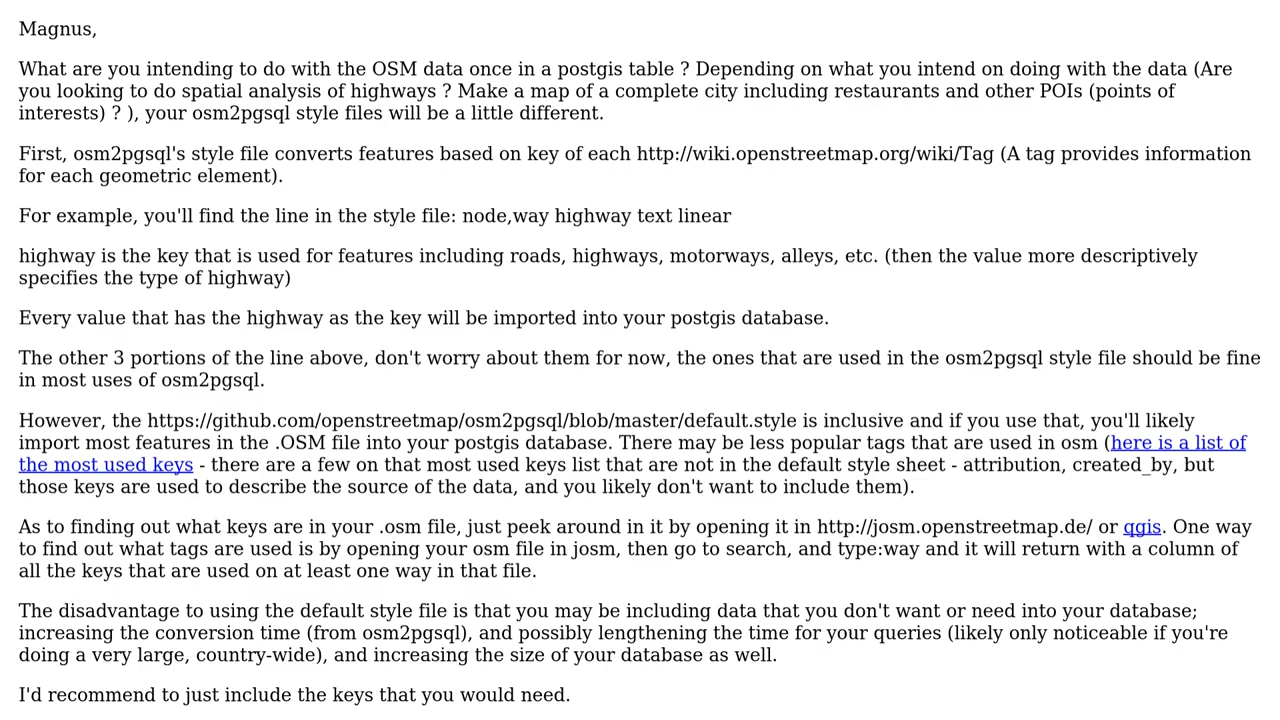 Magnus,
What are you intending to do with the OSM data once in a postgis table ? Depending on what you intend on doing with the data (Are
you looking to do spatial analysis of highways ? Make a map of a complete city including restaurants and other POIs (points of
interests) ? ), your osm2pgsql style files will be a little different.
First, osm2pgsql's style file converts features based on key of each http://wiki.openstreetmap.org/wiki/Tag (A tag provides information
for each geometric element).
For example, you'll find the line in the style file: node,way highway text linear
highway is the key that is used for features including roads, highways, motorways, alleys, etc. (then the value more descriptively
specifies the type of highway)
Every value that has the highway as the key will be imported into your postgis database.
The other 3 portions of the line above, don't worry about them for now, the ones that are used in the osm2pgsql style file should be fine
in most uses of osm2pgsql.
However, the https://github.com/openstreetmap/osm2pgsql/blob/master/default.style is inclusive and if you use that, you'll likely
import most features in the .OSM file into your postgis database. There may be less popular tags that are used in osm (here is a list of
the most used keys - there are a few on that most used keys list that are not in the default style sheet - attribution, created_by, but
those keys are used to describe the source of the data, and you likely don't want to include them).
As to finding out what keys are in your .osm file, just peek around in it by opening it in http://josm.openstreetmap.de/ or qgis. One way
to find out what tags are used is by opening your osm file in josm, then go to search, and type:way and it will return with a column of
all the keys that are used on at least one way in that file.
The disadvantage to using the default style file is that you may be including data that you don't want or need into your database;
increasing the conversion time (from osm2pgsql), and possibly lengthening the time for your queries (likely only noticeable if you're
doing a very large, country-wide), and increasing the size of your database as well.
I'd recommend to just include the keys that you would need.